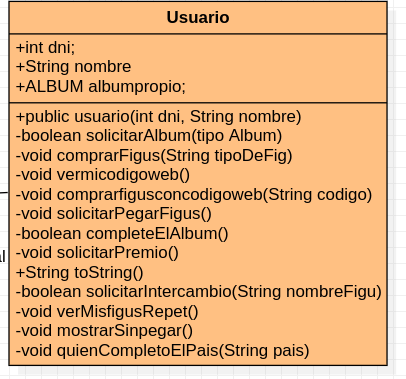 Usuario
+int dni;
+String nombre
+ALBUM albumpropio;
+public usuario(int dni, String nombre)
-boolean solicitarAlbum(tipo Album)
-void comprarFigus(String tipoDeFig)
-void vermicodigoweb()
-void comprarfigusconcodigoweb(String codigo)
-void solicitarPegarFigus()
-boolean completeElAlbum()
-void solicitarPremio()
+String toString()
-boolean solicitarIntercambio(String nombreFigu)
-void verMisfigusRepet()
-void mostrarSinpegar()
-void quienCompletoElPais(String pais)